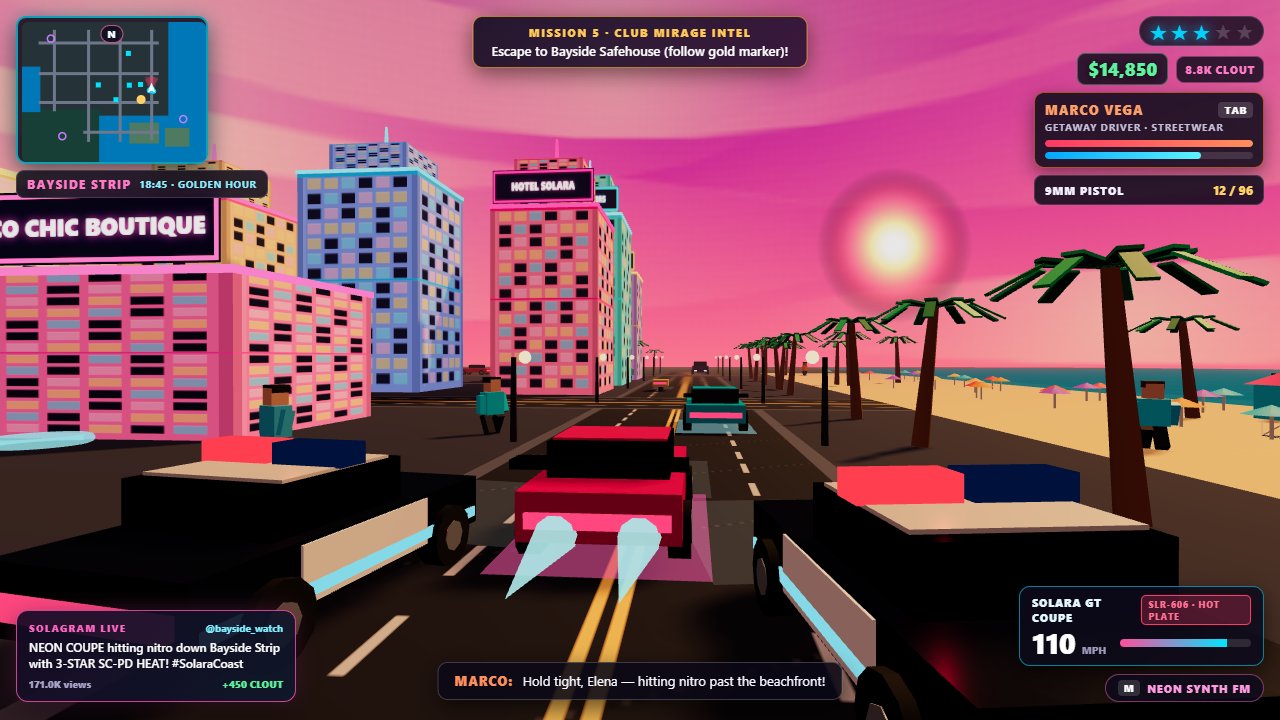 N
MISSION 5 · CLUB MIRAGE INTEL
Escape to Bayside Safehouse (follow gold marker)!
$14,850
8.8K CLOUT
MARCO VEGA
TAB
GETAWAY DRIVER · STREETWEAR
9MM PISTOL
12 / 96
BAYSIDE STRIP
18:45 · GOLDEN HOUR
CO CHIC BOUTIQUE
HOTEL SOLARA
SOLAGRAM LIVE
@bayside_watch
NEON COUPE hitting nitro down Bayside Strip
with 3-STAR SC-PD HEAT! #SolaraCoast
171.0K views
+450 CLOUT
MARCO: Hold tight, Elena — hitting nitro past the beachfront!
SOLARA GT
COUPE
SLR-606 · HOT
PLATE
110 MPH
M
NEON SYNTH FM